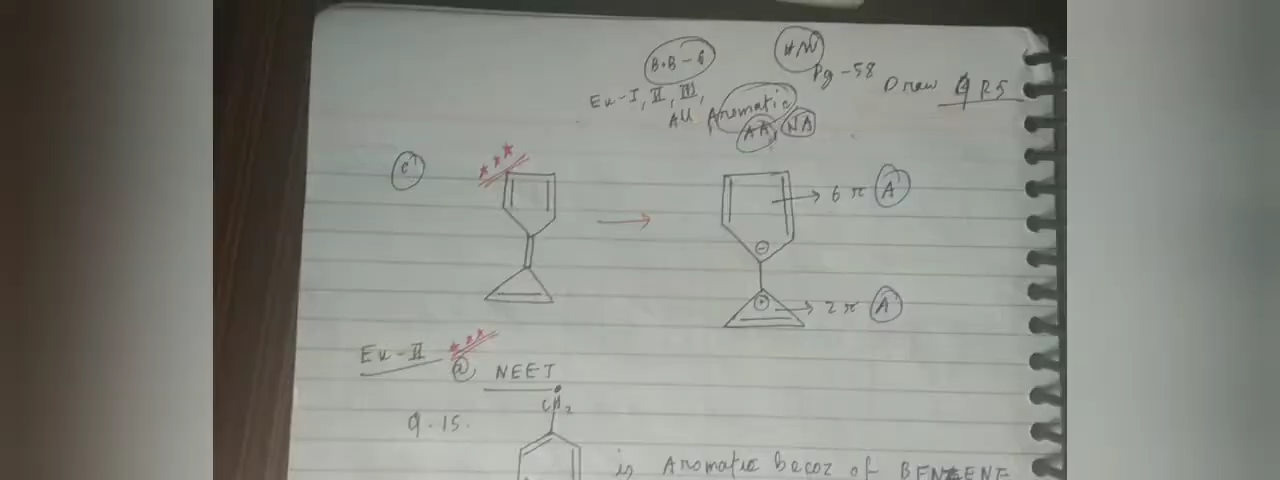 B.B-6
HW
Pg-58
Draw Q RS
Ex-I, II, III,
All Aromatic
AA, NA
c)
6 π A
⊖
⊕
2 π A
Ex-II
a
NEET
Q.15.
CH2
is Aromatic becoz of BENZENE